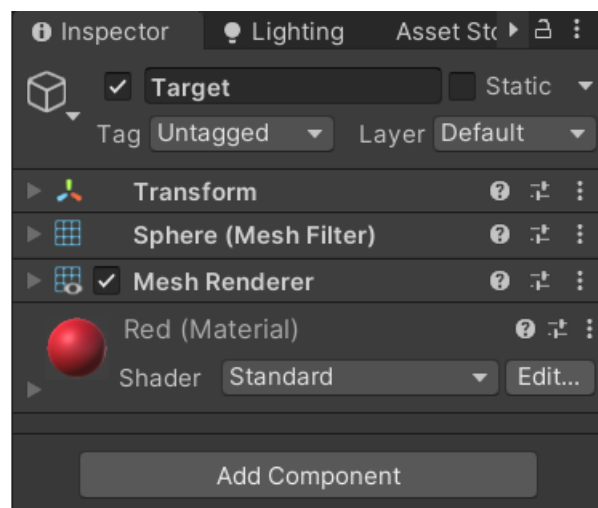 Inspector Lighting Asset Sto
Target Static
Tag Untagged Layer Default
Transform
Sphere (Mesh Filter)
Mesh Renderer
Red (Material)
Shader Standard Edit...
Add Component